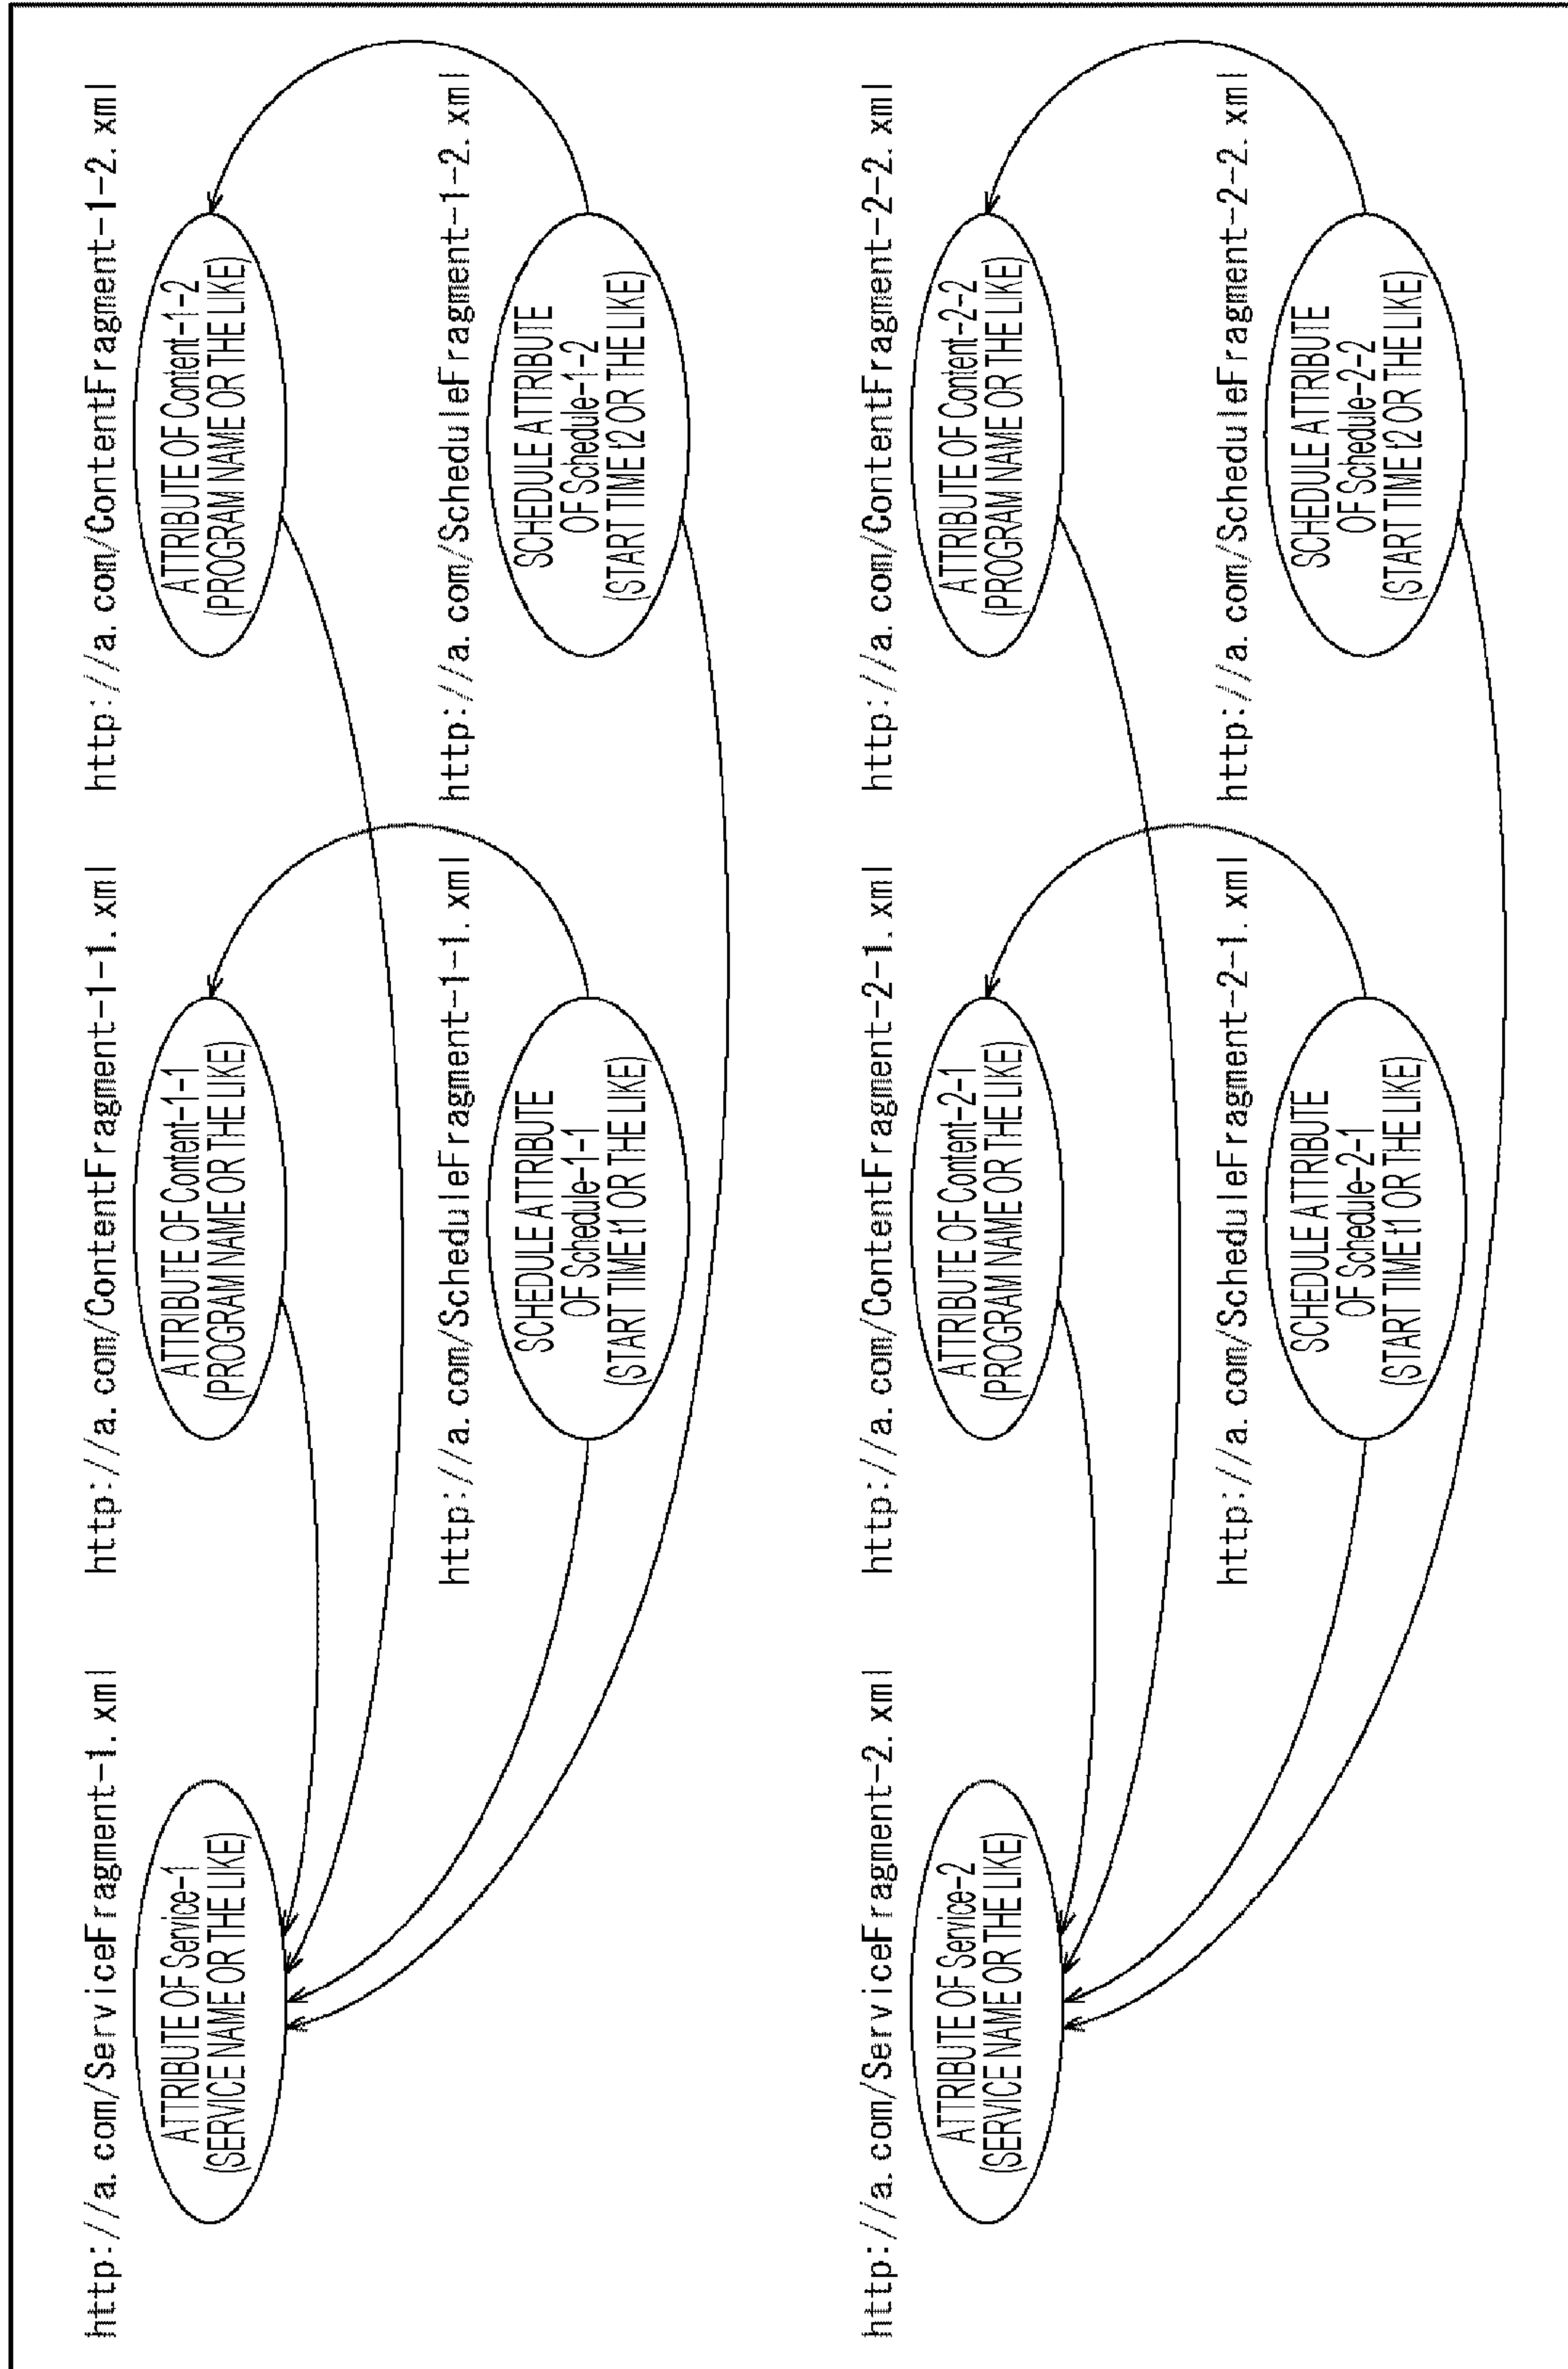 http://a.com/ServiceFragment-1.xml
ATTRIBUTE OF Service-1
(SERVICE NAME OR THE LIKE)
http://a.com/ContentFragment-1-1.xml
ATTRIBUTE OF Content-1-1
(PROGRAM NAME OR THE LIKE)
http://a.com/ContentFragment-1-2.xml
ATTRIBUTE OF Content-1-2
(PROGRAM NAME OR THE LIKE)
http://a.com/ScheduleFragment-1-1.xml
SCHEDULE ATTRIBUTE
OF Schedule-1-1
(START TIME t1 OR THE LIKE)
http://a.com/ScheduleFragment-1-2.xml
SCHEDULE ATTRIBUTE
OF Schedule-1-2
(START TIME t2 OR THE LIKE)
http://a.com/ServiceFragment-2.xml
ATTRIBUTE OF Service-2
(SERVICE NAME OR THE LIKE)
http://a.com/ContentFragment-2-1.xml
ATTRIBUTE OF Content-2-1
(PROGRAM NAME OR THE LIKE)
http://a.com/ContentFragment-2-2.xml
ATTRIBUTE OF Content-2-2
(PROGRAM NAME OR THE LIKE)
http://a.com/ScheduleFragment-2-1.xml
SCHEDULE ATTRIBUTE
OF Schedule-2-1
(START TIME t1 OR THE LIKE)
http://a.com/ScheduleFragment-2-2.xml
SCHEDULE ATTRIBUTE
OF Schedule-2-2
(START TIME t2 OR THE LIKE)